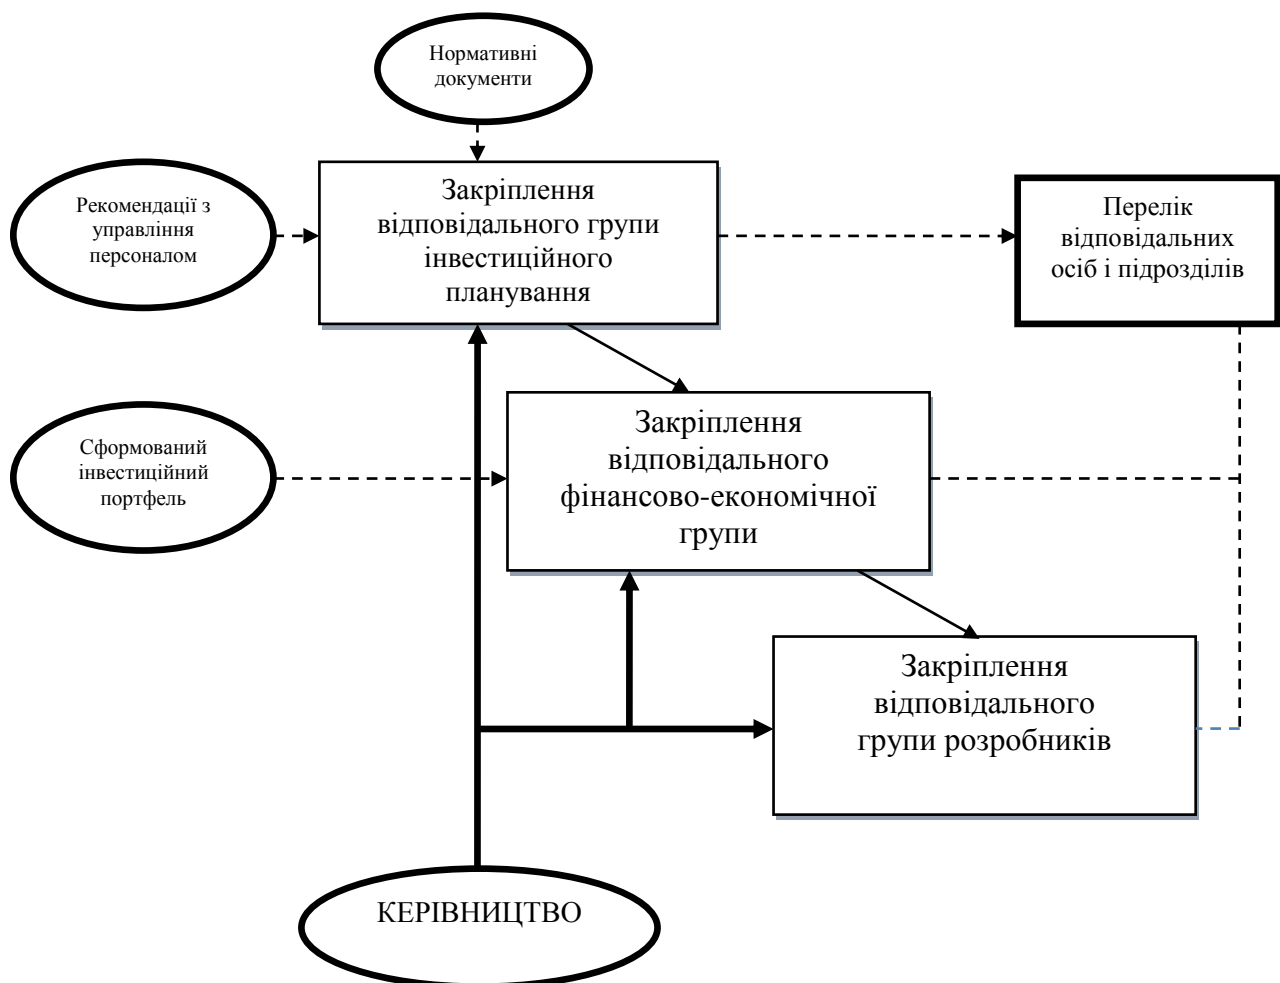 Нормативні
документи
Рекомендації з
управління
персоналом
Закріплення
відповідального групи
інвестиційного
планування
Перелік
відповідальних
осіб і підрозділів
Сформований
інвестиційний
портфель
Закріплення
відповідального
фінансово-економічної
групи
Закріплення
відповідального
групи розробників
КЕРІВНИЦТВО